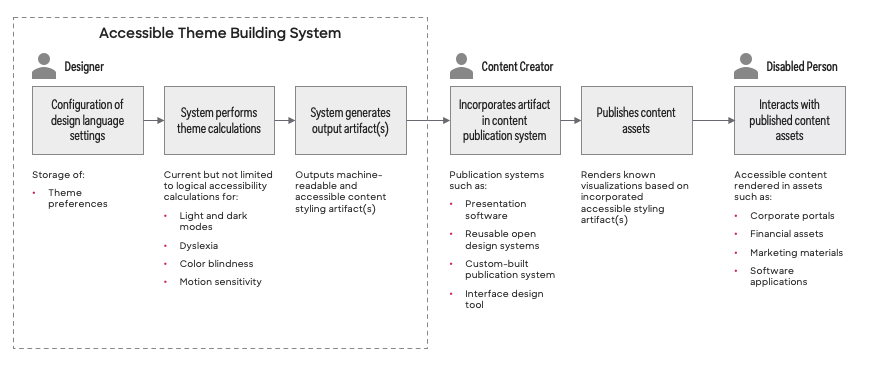 Accessible Theme Building System
Designer
Content Creator
Disabled Person
Configuration of
design language
settings
System performs
theme calculations
System generates
output artifact(s)
Incorporates artifact
in content
publication system
Publishes content
assets
Interacts with
published content
assets
Storage of:
• Theme
preferences
Current but not limited
to logical accessibility
calculations for:
• Light and dark
modes
• Dyslexia
• Color blindness
• Motion sensitivity
Outputs machine-
readable and
accessible content
styling artifact(s)
Publication systems
such as:
• Presentation
software
• Reusable open
design systems
• Custom-built
publication system
• Interface design
tool
Renders known
visualizations based on
incorporated
accessible styling
artifact(s)
Accessible content
rendered in assets
such as:
• Corporate portals
• Financial assets
• Marketing materials
• Software
applications